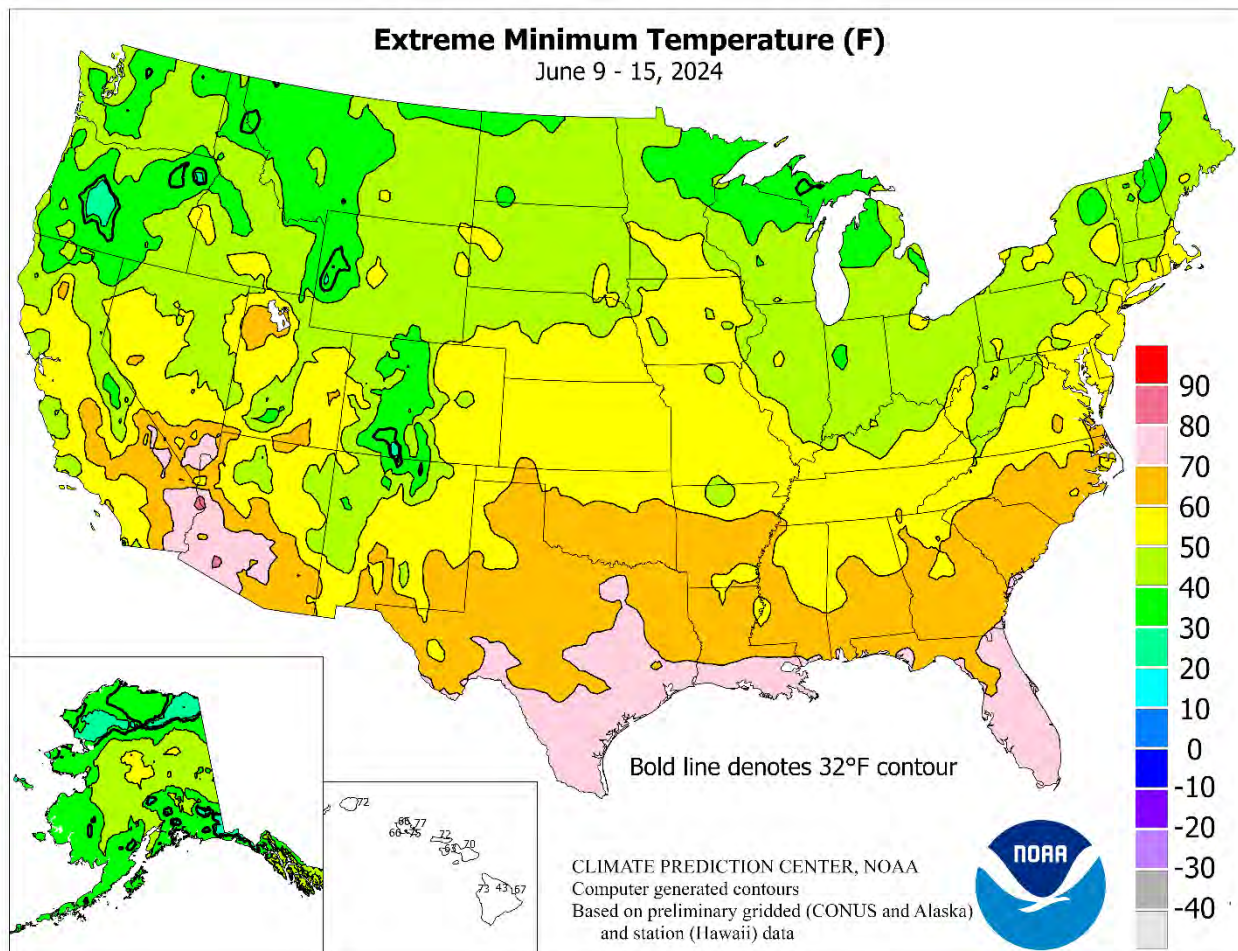 Extreme Minimum Temperature (F)
June 9 - 15, 2024
90
80
70
60
50
40
30
20
10
0
-10
-20
-30
-40
Bold line denotes 32°F contour
72
77
72
70
63
73 43 67
CLIMATE PREDICTION CENTER, NOAA
Computer generated contours
Based on preliminary gridded (CONUS and Alaska)
and station (Hawaii) data
NOAA